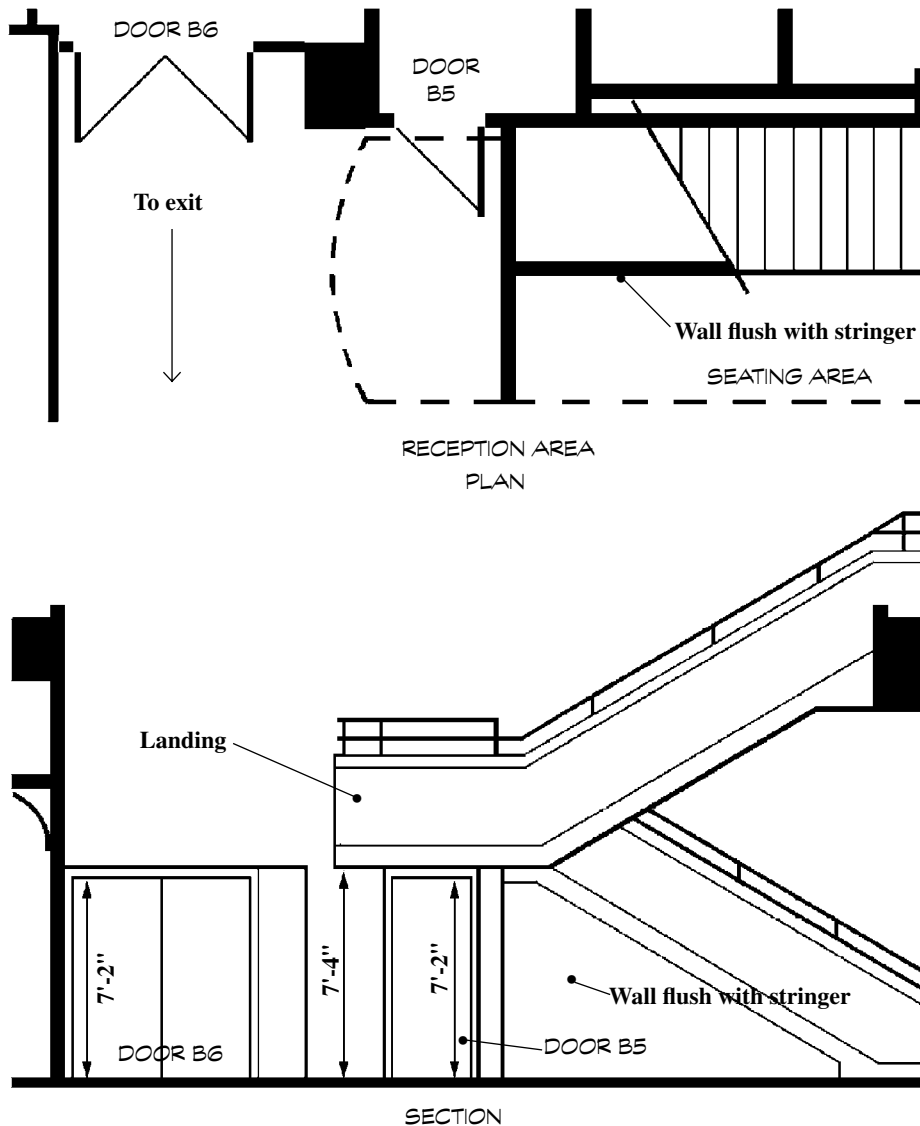 DOOR B6
DOOR
B5
To exit
Wall flush with stringer
SEATING AREA
RECEPTION AREA
PLAN
Landing
7'-2"
7'-4"
7'-2"
Wall flush with stringer
DOOR B6
DOOR B5
SECTION